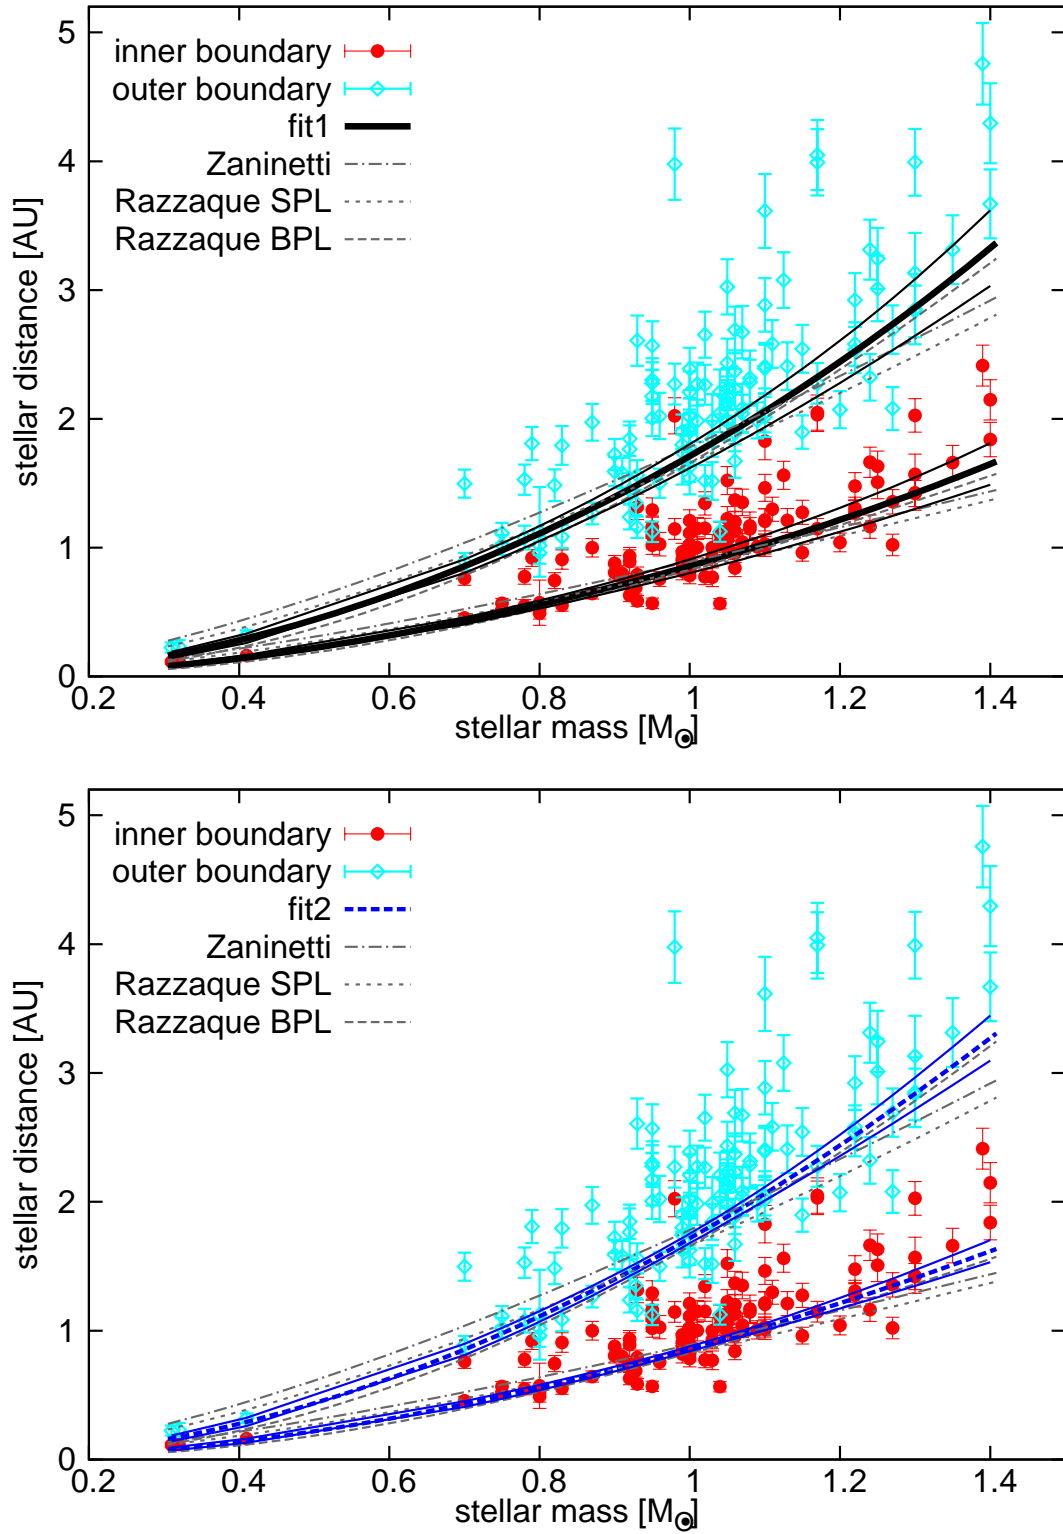 5
inner boundary
outer boundary
4
fit1
Zaninetti
Razzaque SPL
3
Razzaque BPL
stellar distance [AU]
2
1
0
0.2 0.4 0.6 0.8 1 1.2 1.4
stellar mass [M⊙]
5
inner boundary
outer boundary
4
fit2
Zaninetti
Razzaque SPL
3
Razzaque BPL
stellar distance [AU]
2
1
0
0.2 0.4 0.6 0.8 1 1.2 1.4
stellar mass [M⊙]